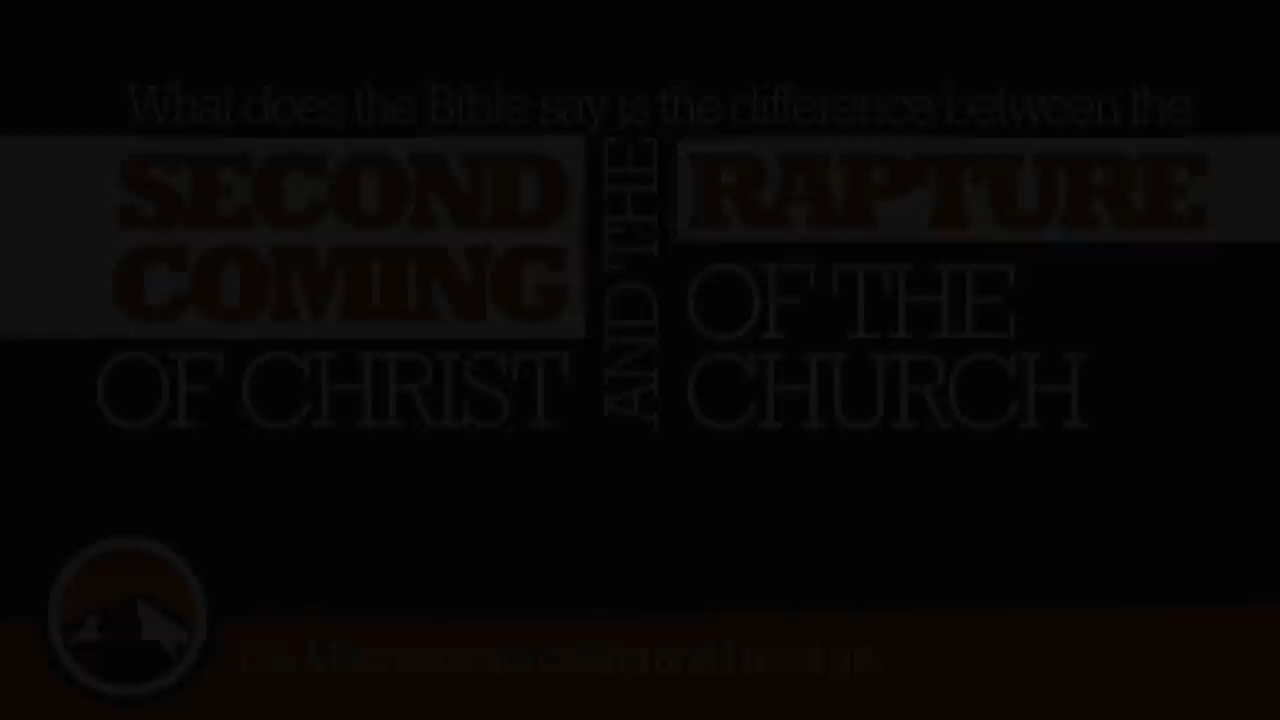 What does the Bible say is the difference between the
SECOND
COMING
OF CHRIST
AND THE
RAPTURE
OF THE
CHURCH